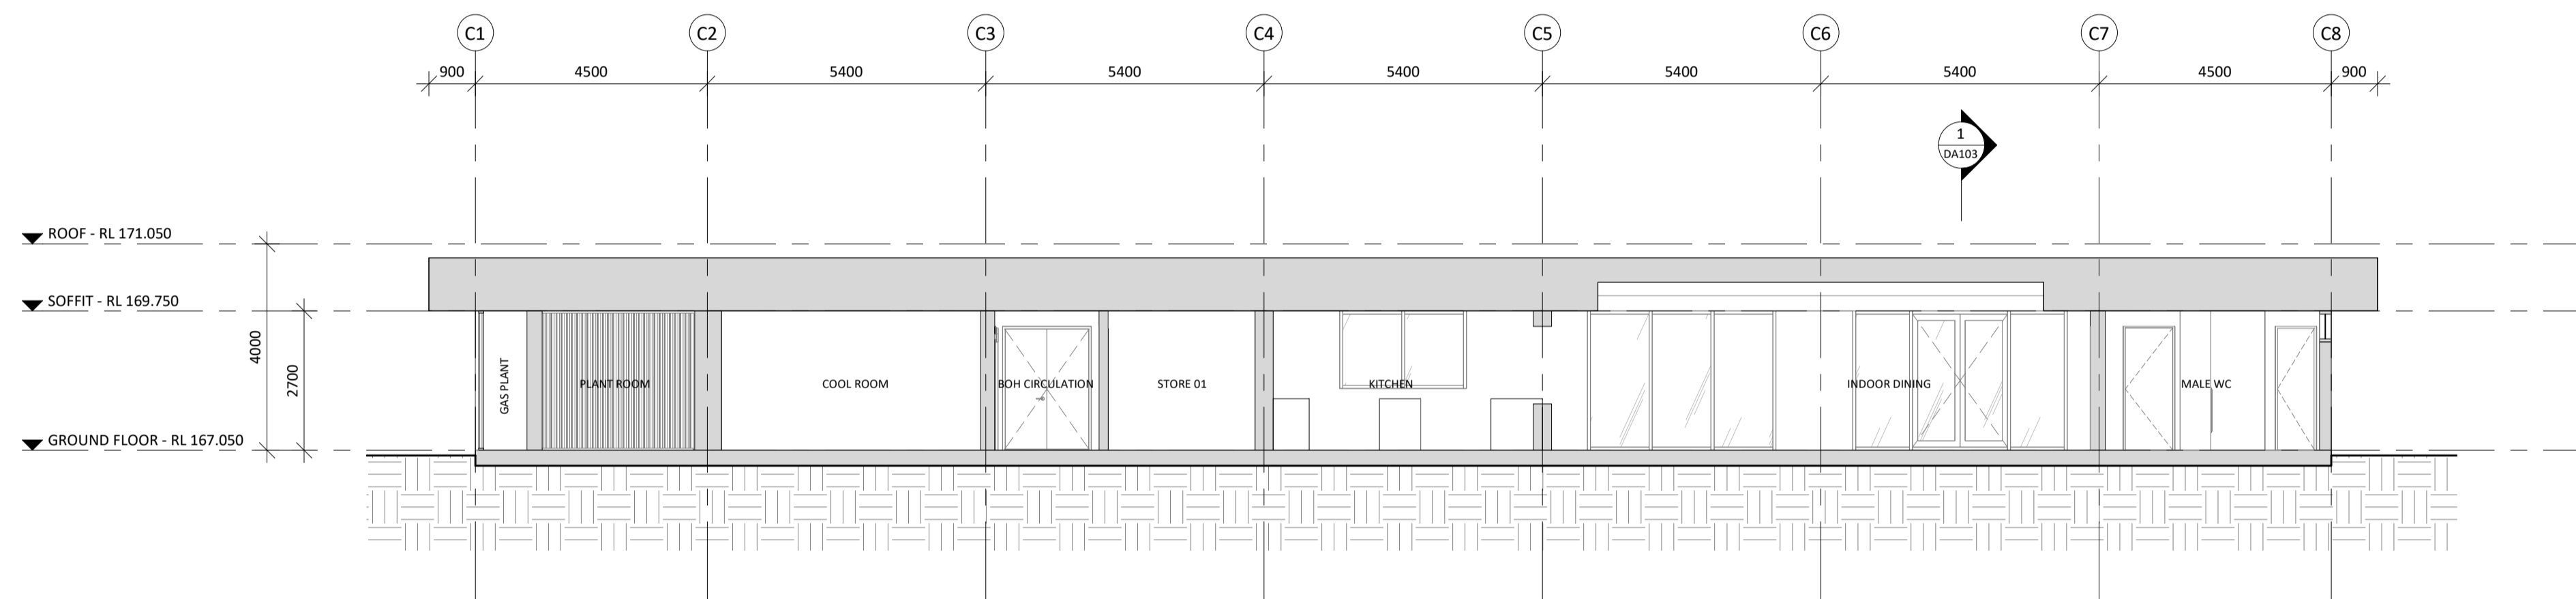 C1 C2 C3 C4 C5 C6 C7 C8
900 4500 5400 5400 5400 5400 5400 4500 900
1
DA103
ROOF - RL 171.050
SOFFIT - RL 169.750
4000
2700
GAS PLANT
PLANT ROOM
COOL ROOM
BOH CIRCULATION
STORE 01
KITCHEN
INDOOR DINING
MALE WC
GROUND FLOOR - RL 167.050